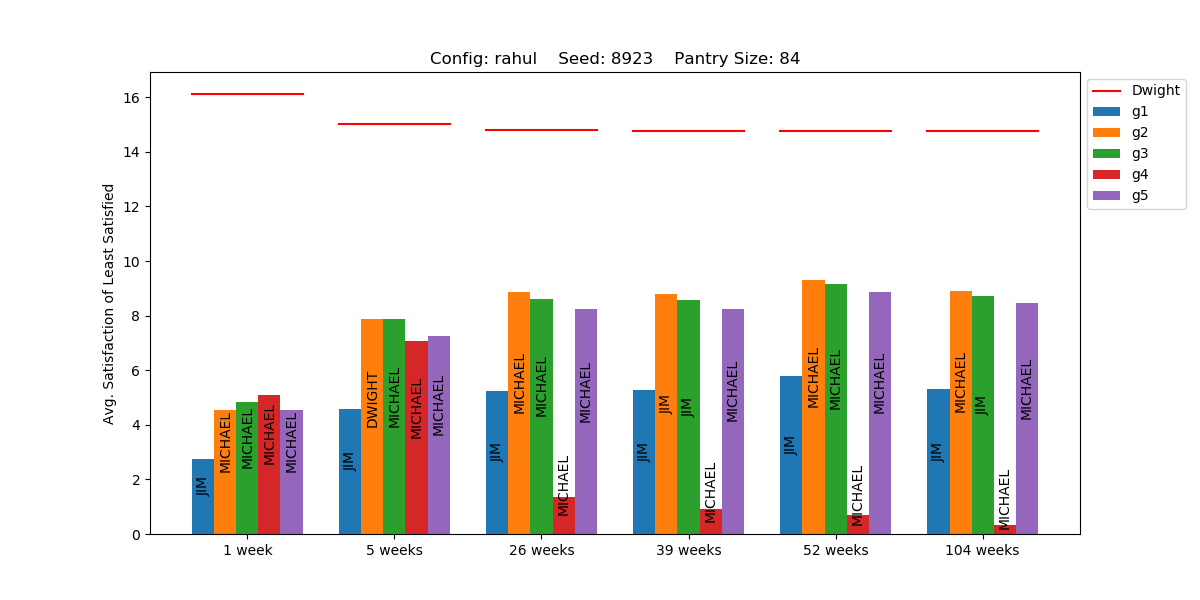 Config: rahul    Seed: 8923    Pantry Size: 84
Avg. Satisfaction of Least Satisfied
16
14
12
10
8
6
4
2
0
JIM
MICHAEL
MICHAEL
MICHAEL
MICHAEL
JIM
DWIGHT
MICHAEL
MICHAEL
MICHAEL
JIM
MICHAEL
MICHAEL
MICHAEL
MICHAEL
JIM
JIM
JIM
MICHAEL
MICHAEL
JIM
MICHAEL
MICHAEL
MICHAEL
MICHAEL
JIM
MICHAEL
JIM
MICHAEL
MICHAEL
1 week
5 weeks
26 weeks
39 weeks
52 weeks
104 weeks
Dwight
g1
g2
g3
g4
g5